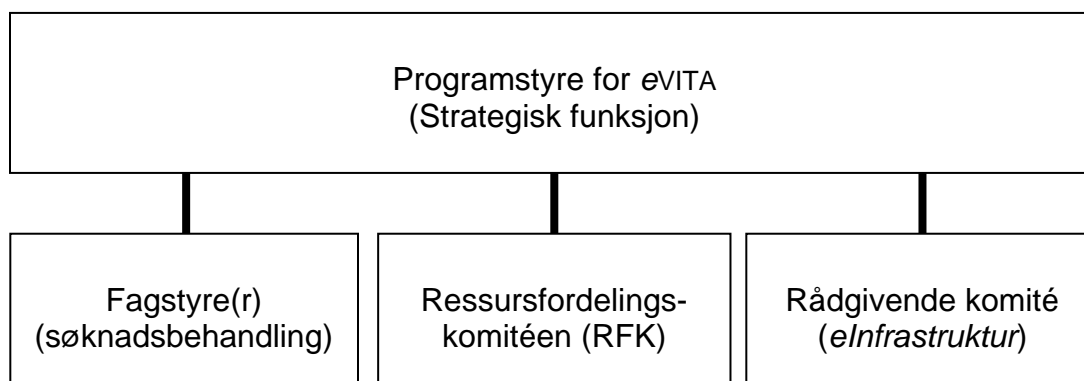 Programstyre for eVITA
(Strategisk funksjon)
Fagstyre(r)
(søknadsbehandling)
Ressursfordelings-
komitéen (RFK)
Rådgivende komité
(eInfrastruktur)